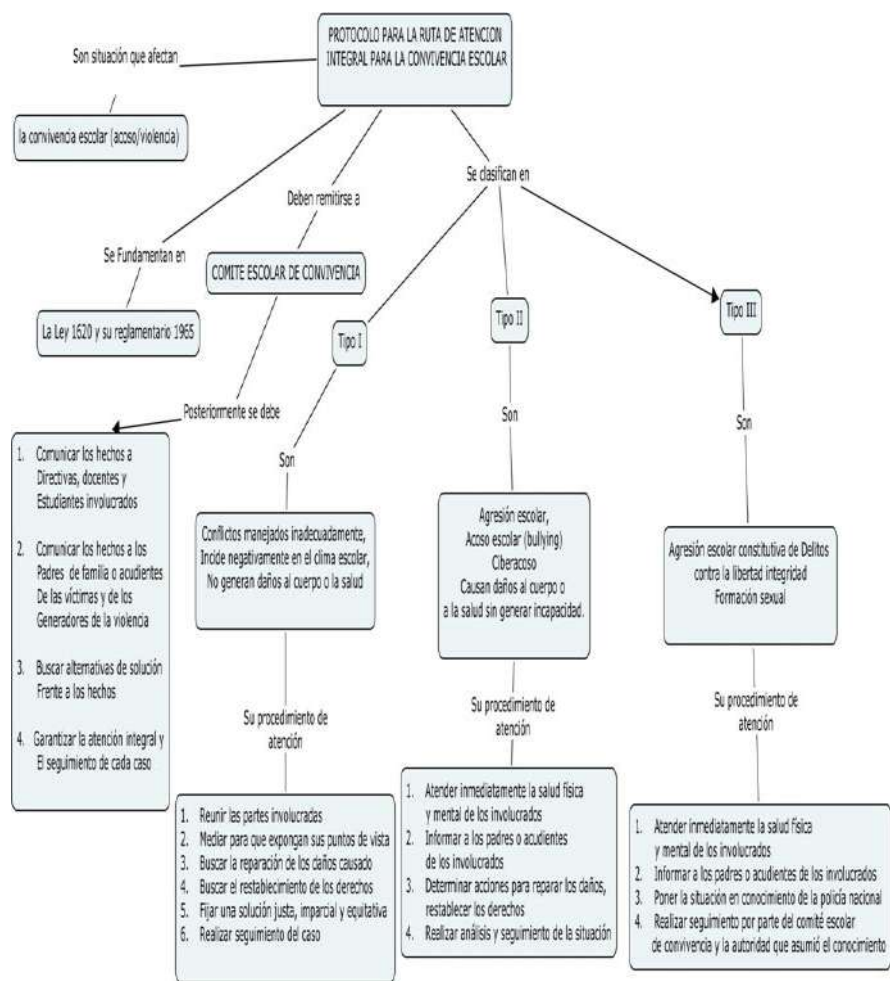 PROTOCOLO PARA LA RUTA DE ATENCION
INTEGRAL PARA LA CONVIVENCIA ESCOLAR
Son situación que afectan
la convivencia escolar (acoso/violencia)
Se Fundamentan en
La Ley 1620 y su reglamentario 1965
Deben remitirse a
COMITE ESCOLAR DE CONVIVENCIA
Posteriormente se debe
1. Comunicar los hechos a
Directivas, docentes y
Estudiantes involucrados
2. Comunicar los hechos a los
Padres de familia o acudientes
De las víctimas y de los
Generadores de la violencia
3. Buscar alternativas de solución
Frente a los hechos
4. Garantizar la atención integral y
El seguimiento de cada caso
Se clasifican en
Tipo I
Son
Conflictos manejados inadecuadamente,
Incide negativamente en el clima escolar,
No generan daños al cuerpo o la salud
Su procedimiento de
atención
1. Reunir las partes involucradas
2. Mediar para que expongan sus puntos de vista
3. Buscar la reparación de los daños causado
4. Buscar el restablecimiento de los derechos
5. Fijar una solución justa, imparcial y equitativa
6. Realizar seguimiento del caso
Tipo II
Son
Agresión escolar,
Acoso escolar (bullying)
Ciberacoso
Causan daños al cuerpo o
a la salud sin generar incapacidad.
Su procedimiento de
atención
1. Atender inmediatamente la salud física
y mental de los involucrados
2. Informar a los padres o acudientes
de los involucrados
3. Determinar acciones para reparar los daños,
restablecer los derechos
4. Realizar análisis y seguimiento de la situación
Tipo III
Son
Agresión escolar constitutiva de Delitos
contra la libertad integridad
Formación sexual
Su procedimiento de
atención
1. Atender inmediatamente la salud física
y mental de los involucrados
2. Informar a los padres o acudientes de los involucrados
3. Poner la situación en conocimiento de la policía nacional
4. Realizar seguimiento por parte del comité escolar
de convivencia y la autoridad que asumió el conocimiento